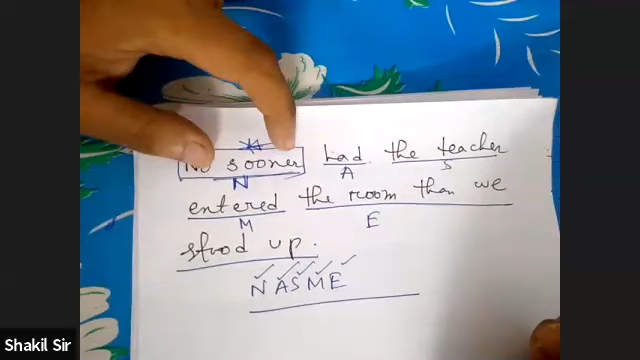 No sooner had the teacher
N A S
entered the room than we
M E
stood up.
NASME
Shakil Sir